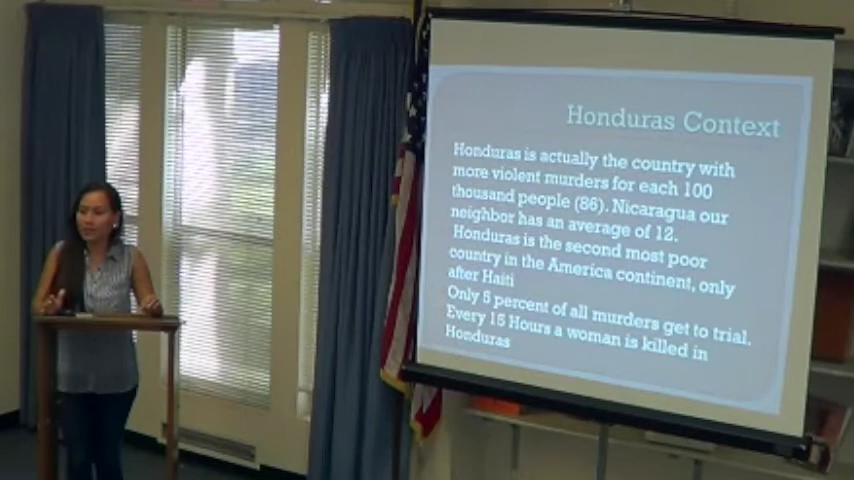 Honduras Context
Honduras is actually the country with
more violent murders for each 100
thousand people (86). Nicaragua our
neighbor has an average of 12.
Honduras is the second most poor
country in the America continent, only
after Haiti
Only 5 percent of all murders get to trial.
Every 15 Hours a woman is killed in
Honduras